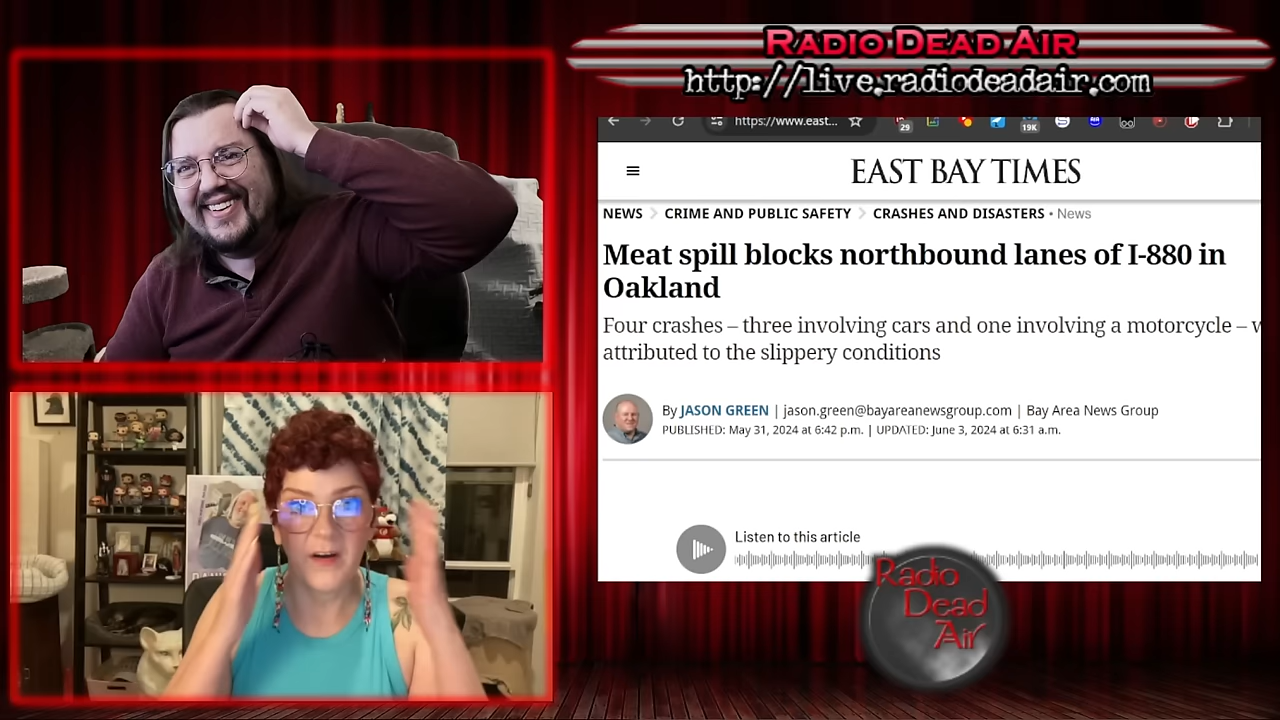 RADIO DEAD AIR
http://live.radiodeadair.com
https://www.east...
29
19K
EAST BAY TIMES
NEWS > CRIME AND PUBLIC SAFETY > CRASHES AND DISASTERS • News
Meat spill blocks northbound lanes of I-880 in
Oakland
Four crashes – three involving cars and one involving a motorcycle –
attributed to the slippery conditions
By JASON GREEN | jason.green@bayareanewsgroup.com | Bay Area News Group
PUBLISHED: May 31, 2024 at 6:42 p.m. | UPDATED: June 3, 2024 at 6:31 a.m.
Listen to this article
Radio
Dead
Air